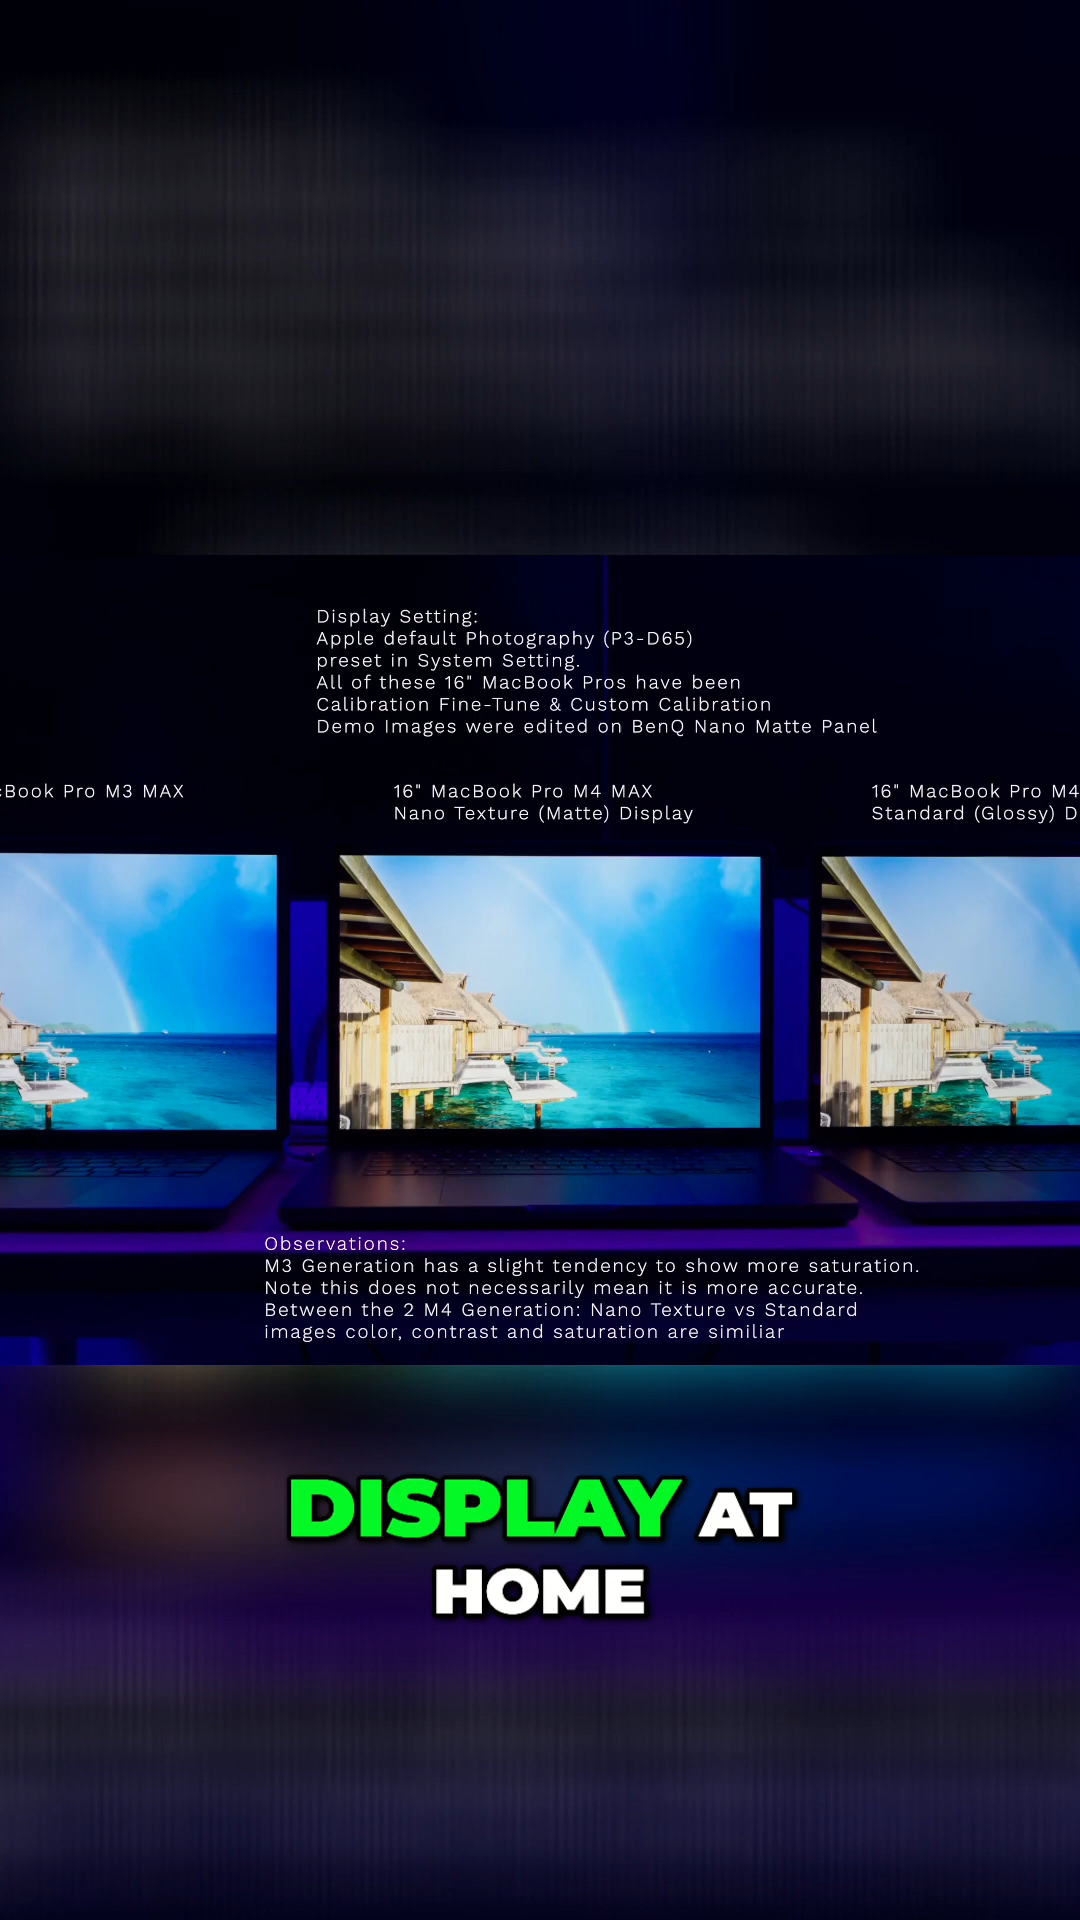 Display Setting:
Apple default Photography (P3-D65)
preset in System Setting.
All of these 16" MacBook Pros have been
Calibration Fine-Tune & Custom Calibration
Demo Images were edited on BenQ Nano Matte Panel
Book Pro M3 MAX
16" MacBook Pro M4 MAX
Nano Texture (Matte) Display
16" MacBook Pro M4
Standard (Glossy) D
Observations:
M3 Generation has a slight tendency to show more saturation.
Note this does not necessarily mean it is more accurate.
Between the 2 M4 Generation: Nano Texture vs Standard
images color, contrast and saturation are similiar
DISPLAY AT
HOME